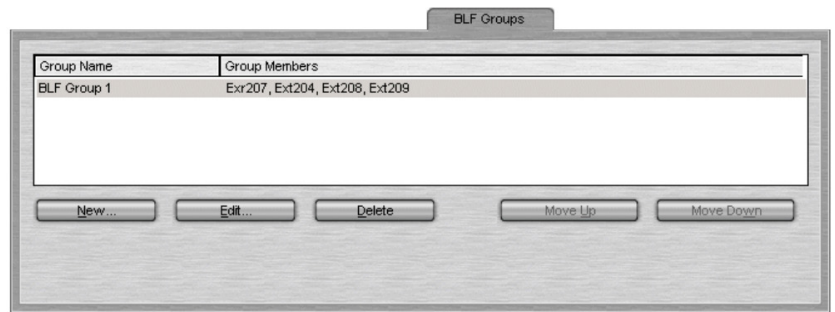 BLF Groups
Group Name Group Members
BLF Group 1 Exr207, Ext204, Ext208, Ext209
New... Edit... Delete Move Up Move Down